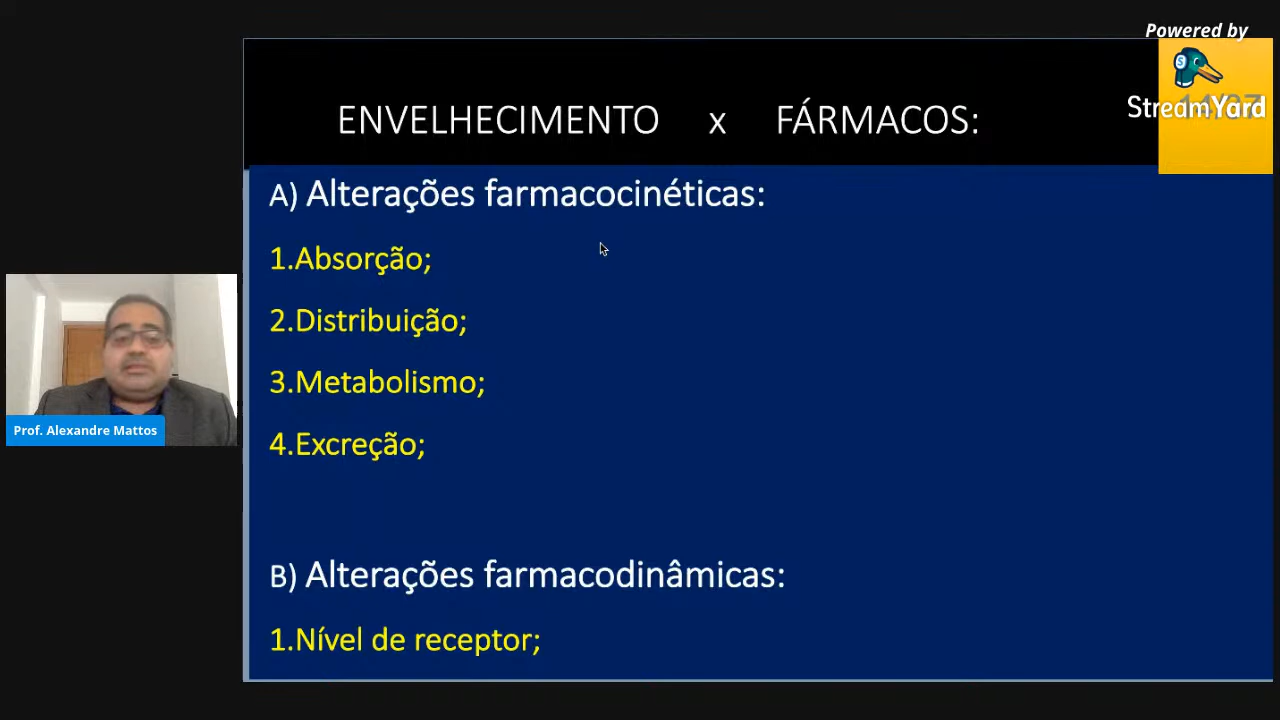 Powered by
StreamYard
ENVELHECIMENTO x FÁRMACOS:
A) Alterações farmacocinéticas:
1.Absorção;
2.Distribuição;
3.Metabolismo;
4.Excreção;
B) Alterações farmacodinâmicas:
1.Nível de receptor;
Prof. Alexandre Mattos